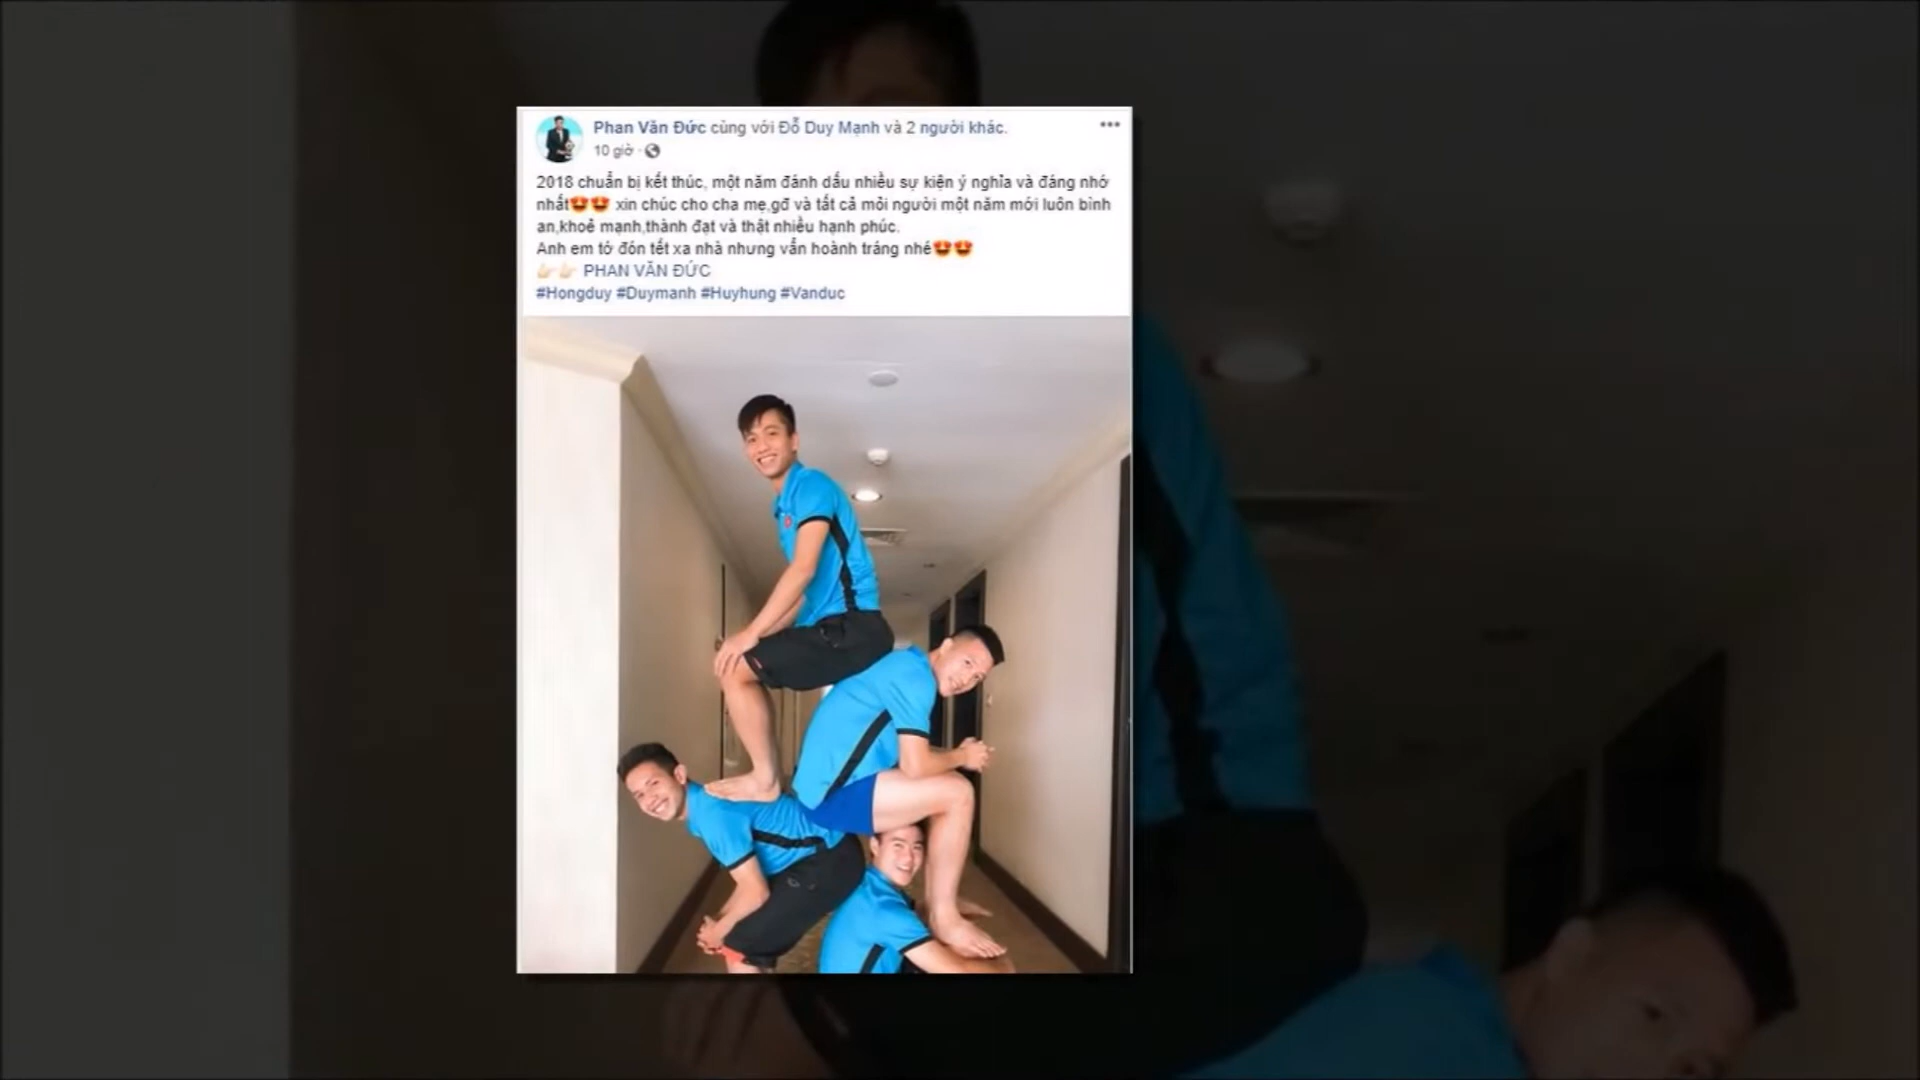 Phan Văn Đức cùng với Đỗ Duy Mạnh và 2 người khác.
10 giờ ·
2018 chuẩn bị kết thúc, một năm đánh dấu nhiều sự kiện ý nghĩa và đáng nhớ
nhất🤩🤩 xin chúc cho cha mẹ,gđ và tất cả mỏi người một năm mới luôn bình
an,khoẻ mạnh,thành đạt và thật nhiều hạnh phúc.
Anh em tớ đón tết xa nhà nhưng vẩn hoành tráng nhé🤩🤩
👉🏻👉🏻 PHAN VĂN ĐỨC
#Hongduy #Duymanh #Huyhung #Vanduc